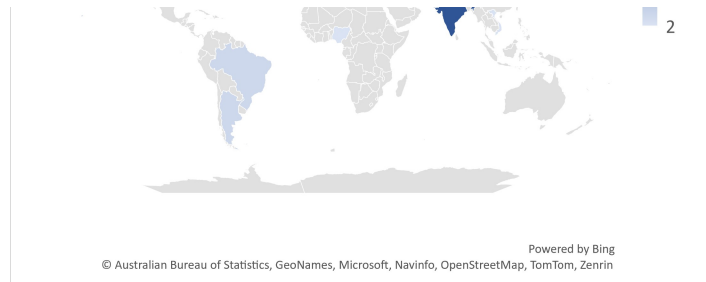 2
Powered by Bing
© Australian Bureau of Statistics, GeoNames, Microsoft, Navinfo, OpenStreetMap, TomTom, Zenrin